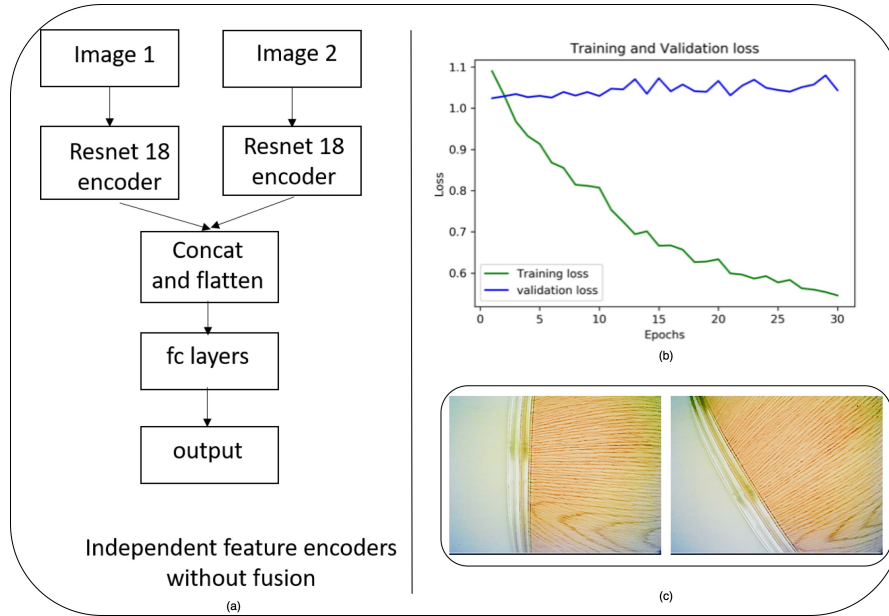 Image 1
Image 2
Resnet 18
encoder
Resnet 18
encoder
Concat
and flatten
fc layers
output
Independent feature encoders
without fusion
(a)
Training and Validation loss
1.1
1.0
0.9
0.8
0.7
0.6
Loss
Training loss
validation loss
0
5
10
15
20
25
30
Epochs
(b)
(c)